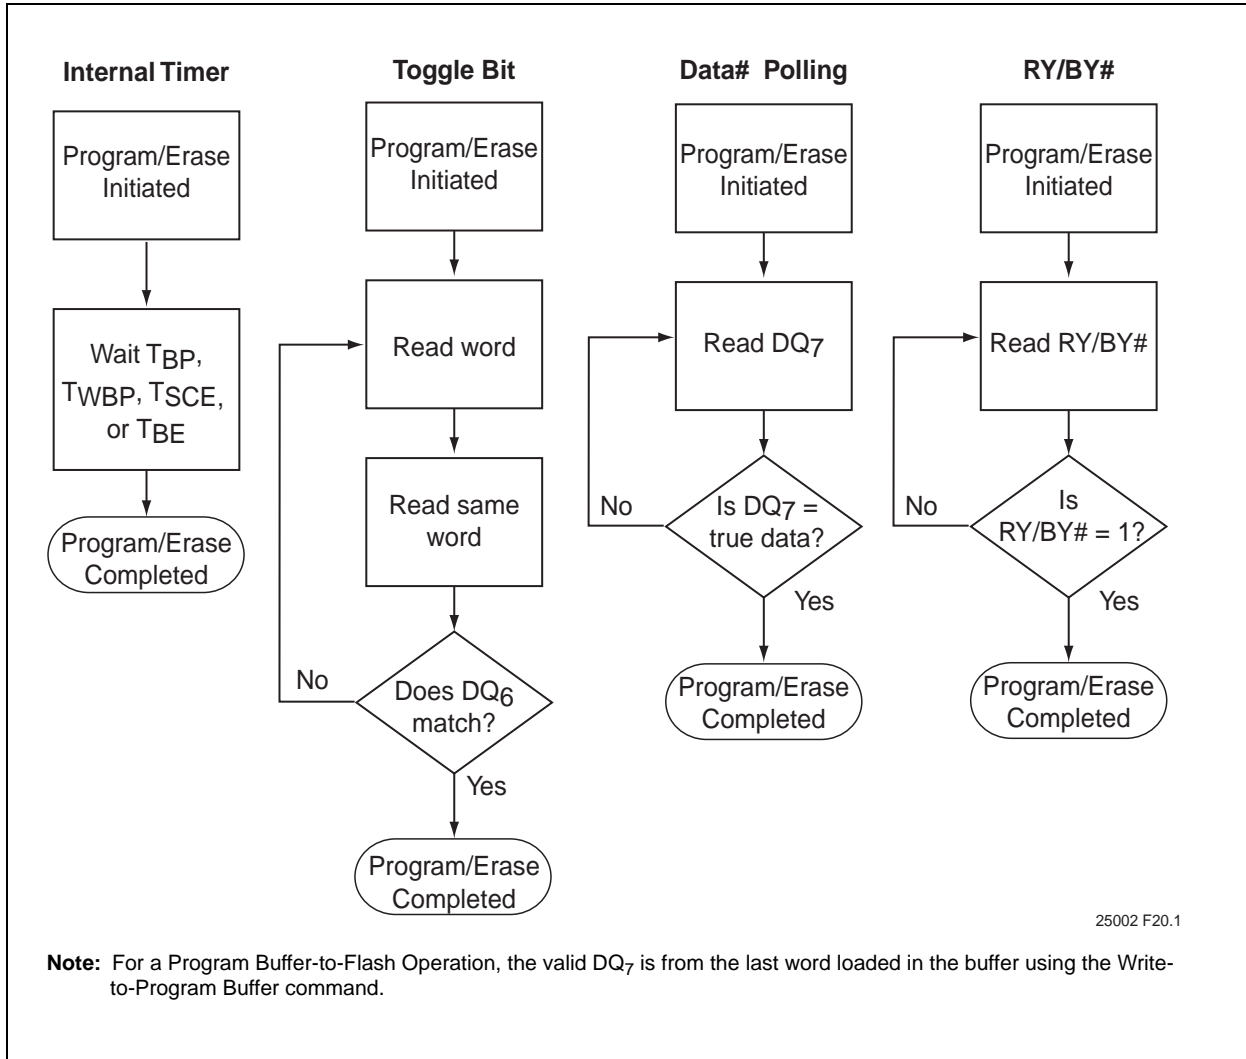 Internal Timer
Program/Erase
Initiated
Wait TBP,
TWBP, TSCE,
or TBE
Program/Erase
Completed
Toggle Bit
Program/Erase
Initiated
Read word
Read same
word
No
Does DQ6
match?
Yes
Program/Erase
Completed
Data# Polling
Program/Erase
Initiated
Read DQ7
No
Is DQ7 =
true data?
Yes
Program/Erase
Completed
RY/BY#
Program/Erase
Initiated
Read RY/BY#
No
Is
RY/BY# = 1?
Yes
Program/Erase
Completed
25002 F20.1
Note: For a Program Buffer-to-Flash Operation, the valid DQ7 is from the last word loaded in the buffer using the Write-
to-Program Buffer command.